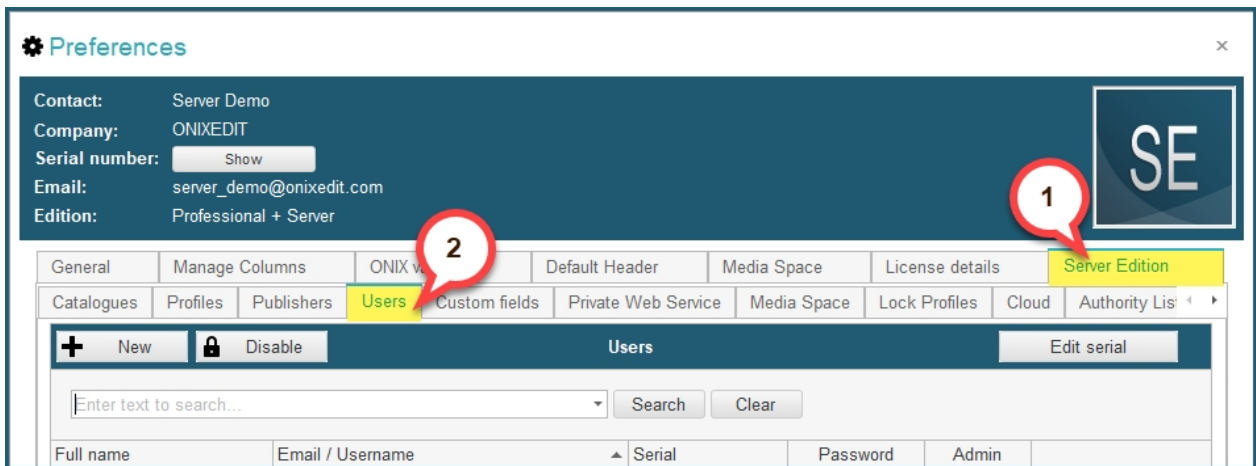 Preferences
Contact: Server Demo
Company: ONIXEDIT
Serial number: Show
Email: server_demo@onixedit.com
Edition: Professional + Server
SE
1
2
General Manage Columns ONIX Default Header Media Space License details Server Edition
Catalogues Profiles Publishers Users Custom fields Private Web Service Media Space Lock Profiles Cloud Authority
New Disable Users Edit serial
Enter text to search... Search Clear
Full name Email / Username Serial Password Admin